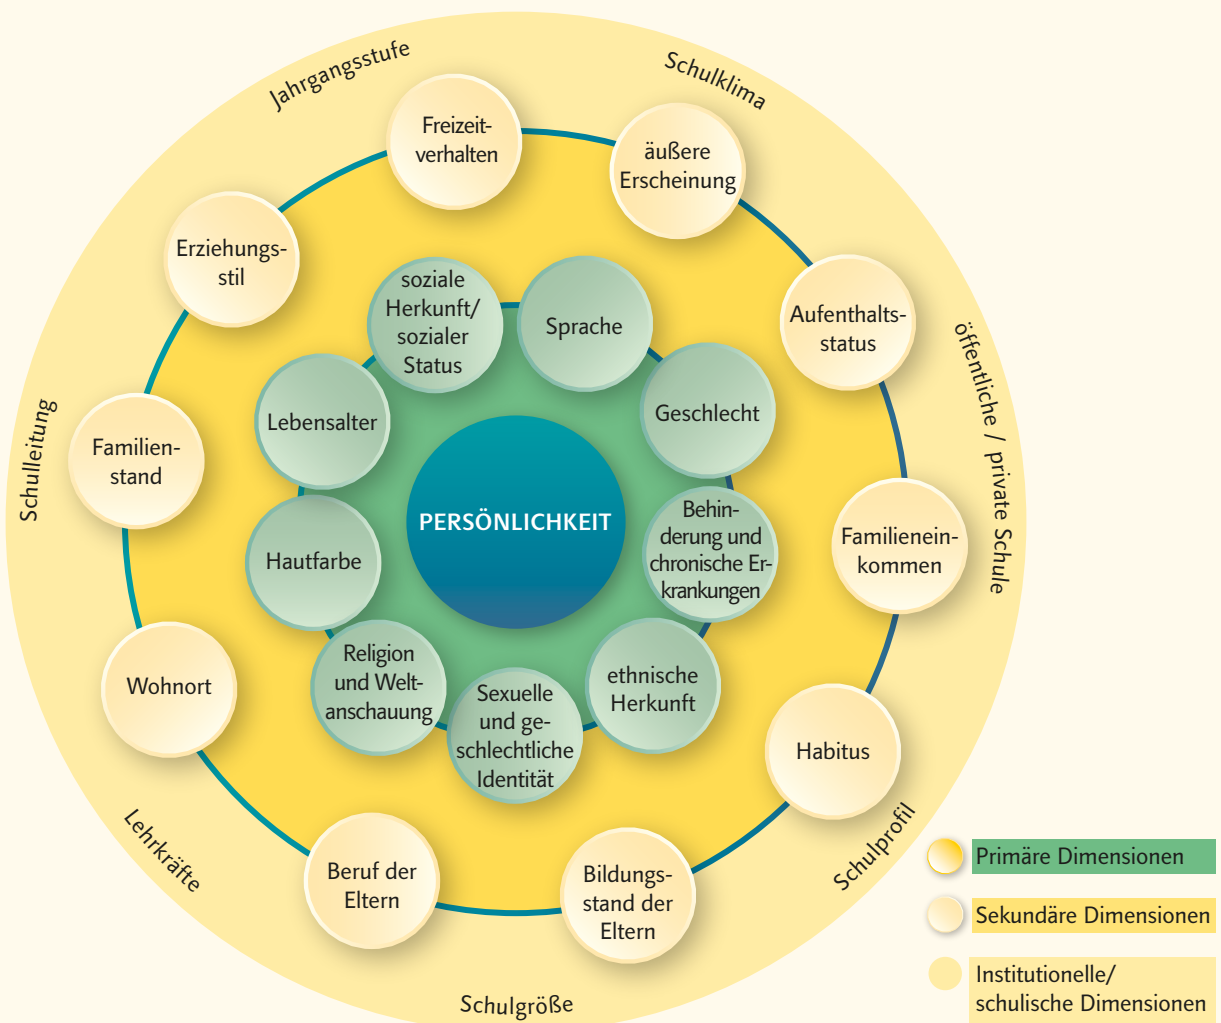 Jahrgangsstufe
Schulklima
öffentliche / private Schule
Schulprofil
Schulgröße
Lehrkräfte
Schulleitung
Freizeit-
verhalten
äußere
Erscheinung
Aufenthalts-
status
Familienein-
kommen
Habitus
Bildungs-
stand der
Eltern
Beruf der
Eltern
Wohnort
Familien-
stand
Erziehungs-
stil
soziale
Herkunft/
sozialer
Status
Sprache
Geschlecht
Behin-
derung und
chronische Er-
krankungen
ethnische
Herkunft
Sexuelle
und ge-
schlechtliche
Identität
Religion
und Welt-
anschauung
Hautfarbe
Lebensalter
PERSÖNLICHKEIT
Primäre Dimensionen
Sekundäre Dimensionen
Institutionelle/
schulische Dimensionen